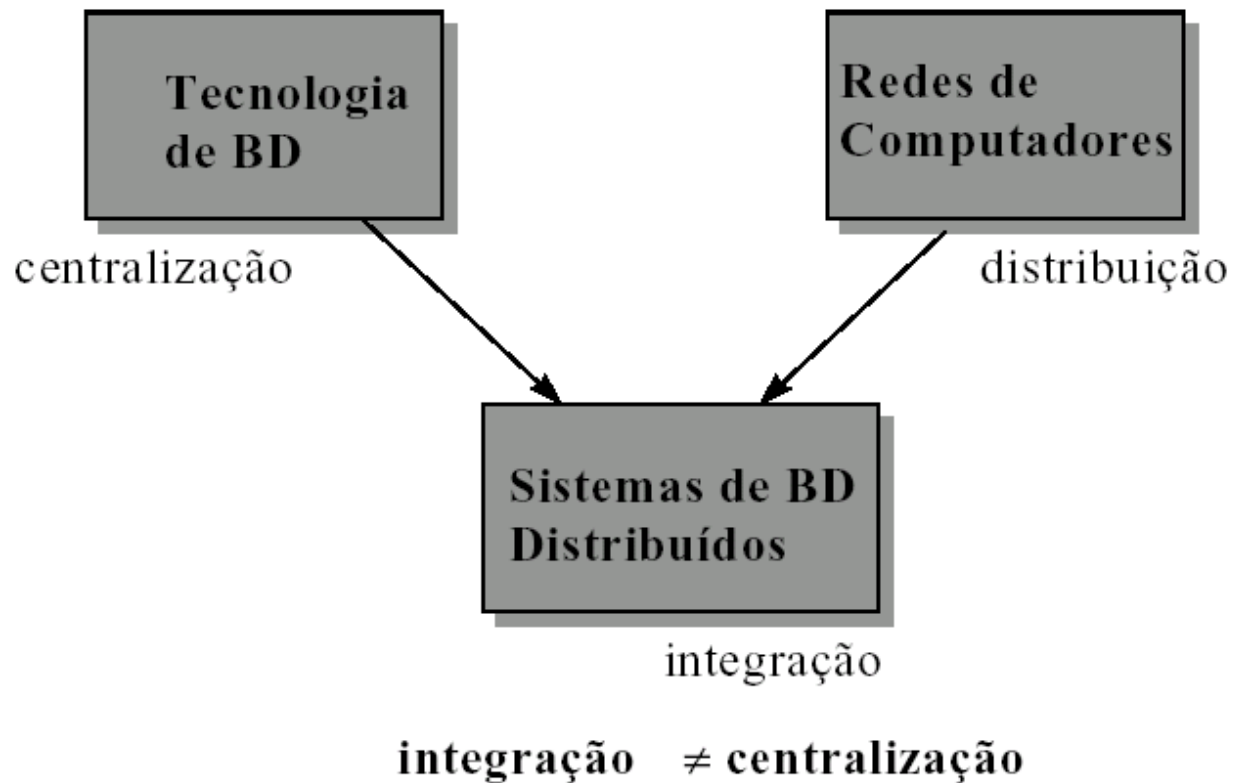 Tecnologia
de BD
Redes de
Computadores
centralização
distribuição
Sistemas de BD
Distribuídos
integração
integração ≠ centralização